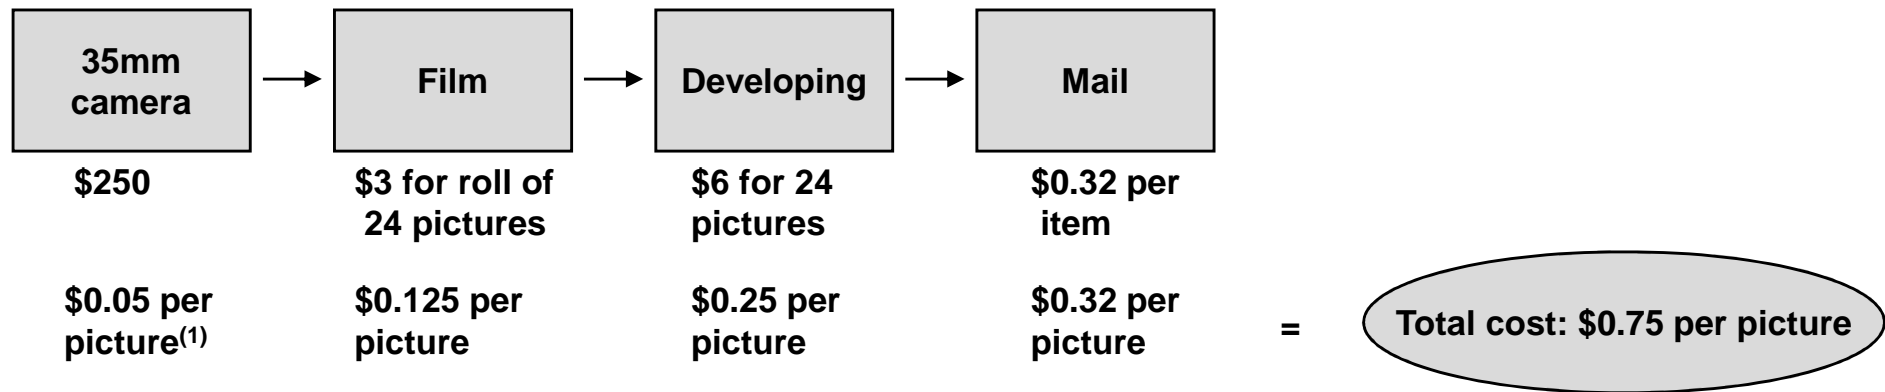 35mm
camera
Film
Developing
Mail
$250
$3 for roll of
24 pictures
$6 for 24
pictures
$0.32 per
item
$0.05 per
picture(1)
$0.125 per
picture
$0.25 per
picture
$0.32 per
picture
=
Total cost: $0.75 per picture